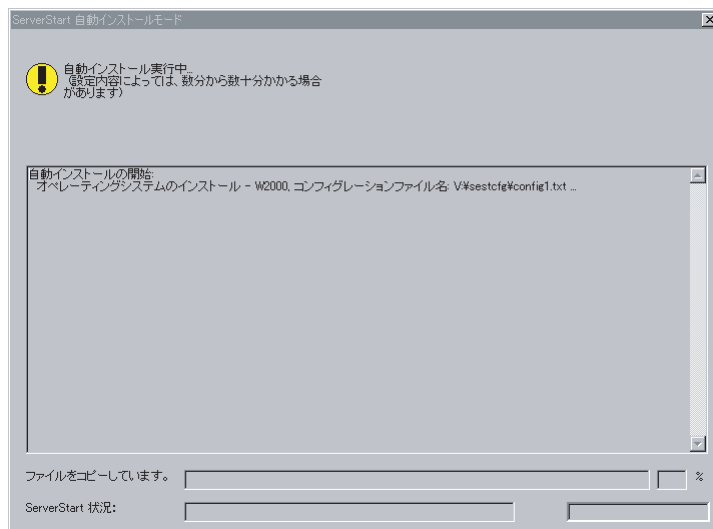 ServerStart 自動インストールモード
自動インストール実行中...
(設定内容によっては、数分から数十分かかる場合
があります)
自動インストールの開始:
オペレーティングシステムのインストール - W2000, コンフィグレーションファイル名: V:¥sestcfg¥config1.txt ...
ファイルをコピーしています。
%
ServerStart 状況: